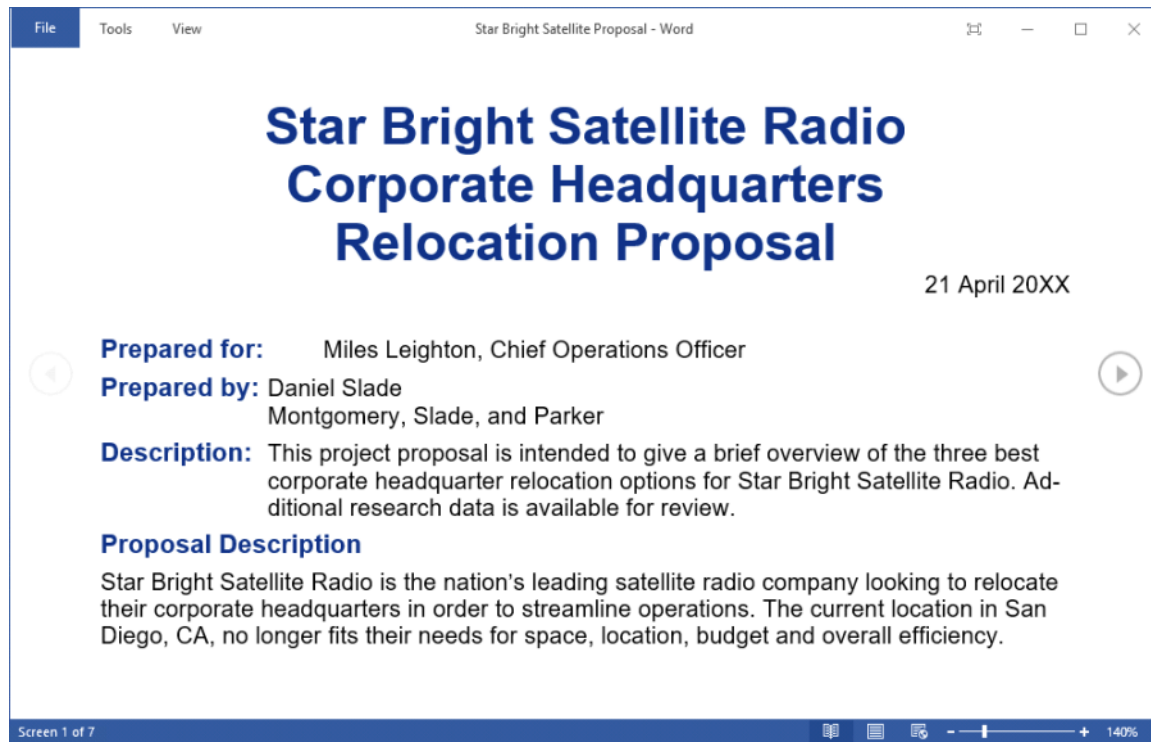 File Tools View Star Bright Satellite Proposal - Word
Star Bright Satellite Radio
Corporate Headquarters
Relocation Proposal
21 April 20XX
Prepared for: Miles Leighton, Chief Operations Officer
Prepared by: Daniel Slade
Montgomery, Slade, and Parker
Description: This project proposal is intended to give a brief overview of the three best
corporate headquarter relocation options for Star Bright Satellite Radio. Ad-
ditional research data is available for review.
Proposal Description
Star Bright Satellite Radio is the nation’s leading satellite radio company looking to relocate
their corporate headquarters in order to streamline operations. The current location in San
Diego, CA, no longer fits their needs for space, location, budget and overall efficiency.
Screen 1 of 7 140%